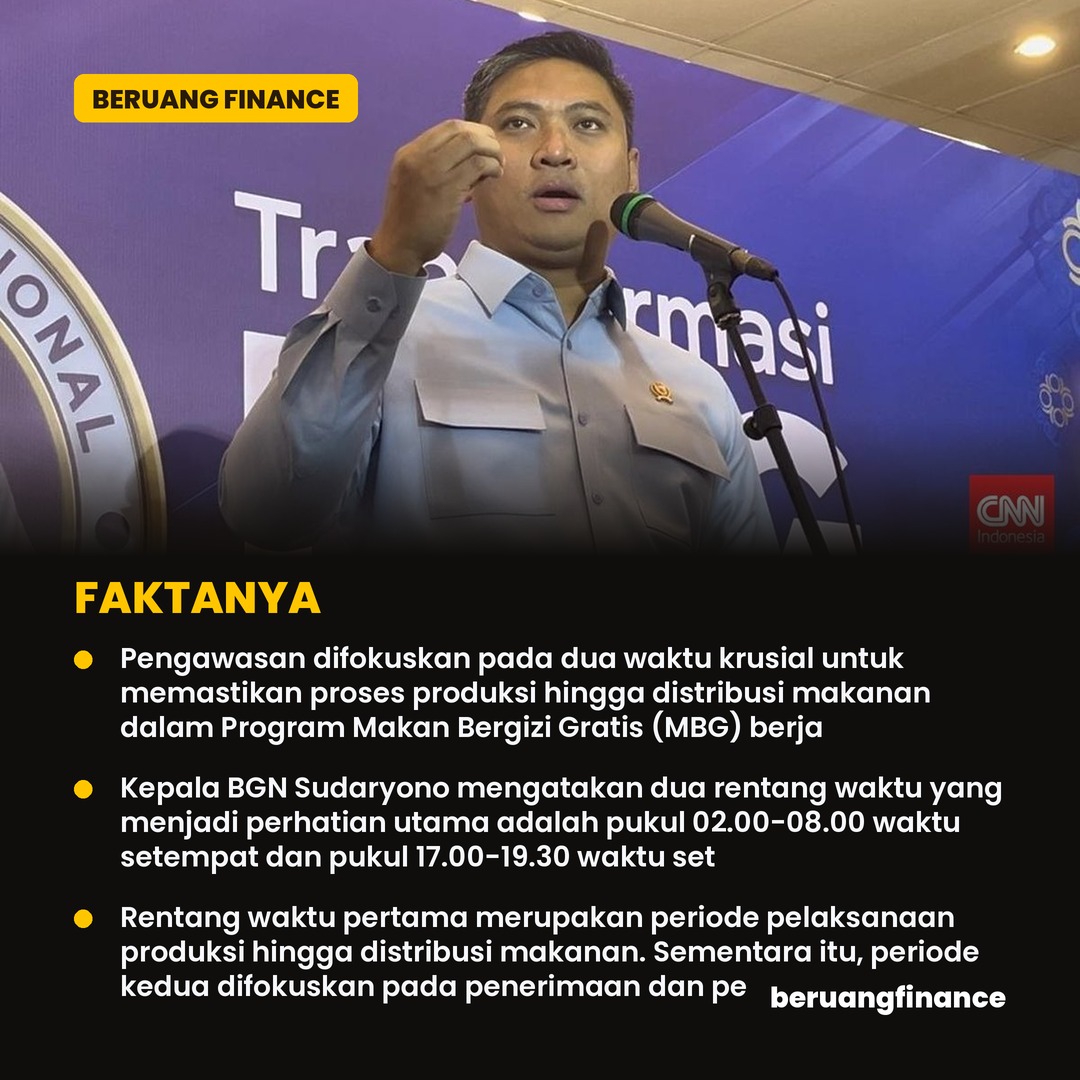 BERUANG FINANCE
IONAL
Tra
rmasi
CNN
Indonesia
FAKTANYA
Pengawasan difokuskan pada dua waktu krusial untuk
memastikan proses produksi hingga distribusi makanan
dalam Program Makan Bergizi Gratis (MBG) berja
Kepala BGN Sudaryono mengatakan dua rentang waktu yang
menjadi perhatian utama adalah pukul 02.00-08.00 waktu
setempat dan pukul 17.00-19.30 waktu set
Rentang waktu pertama merupakan periode pelaksanaan
produksi hingga distribusi makanan. Sementara itu, periode
kedua difokuskan pada penerimaan dan pe
beruangfinance